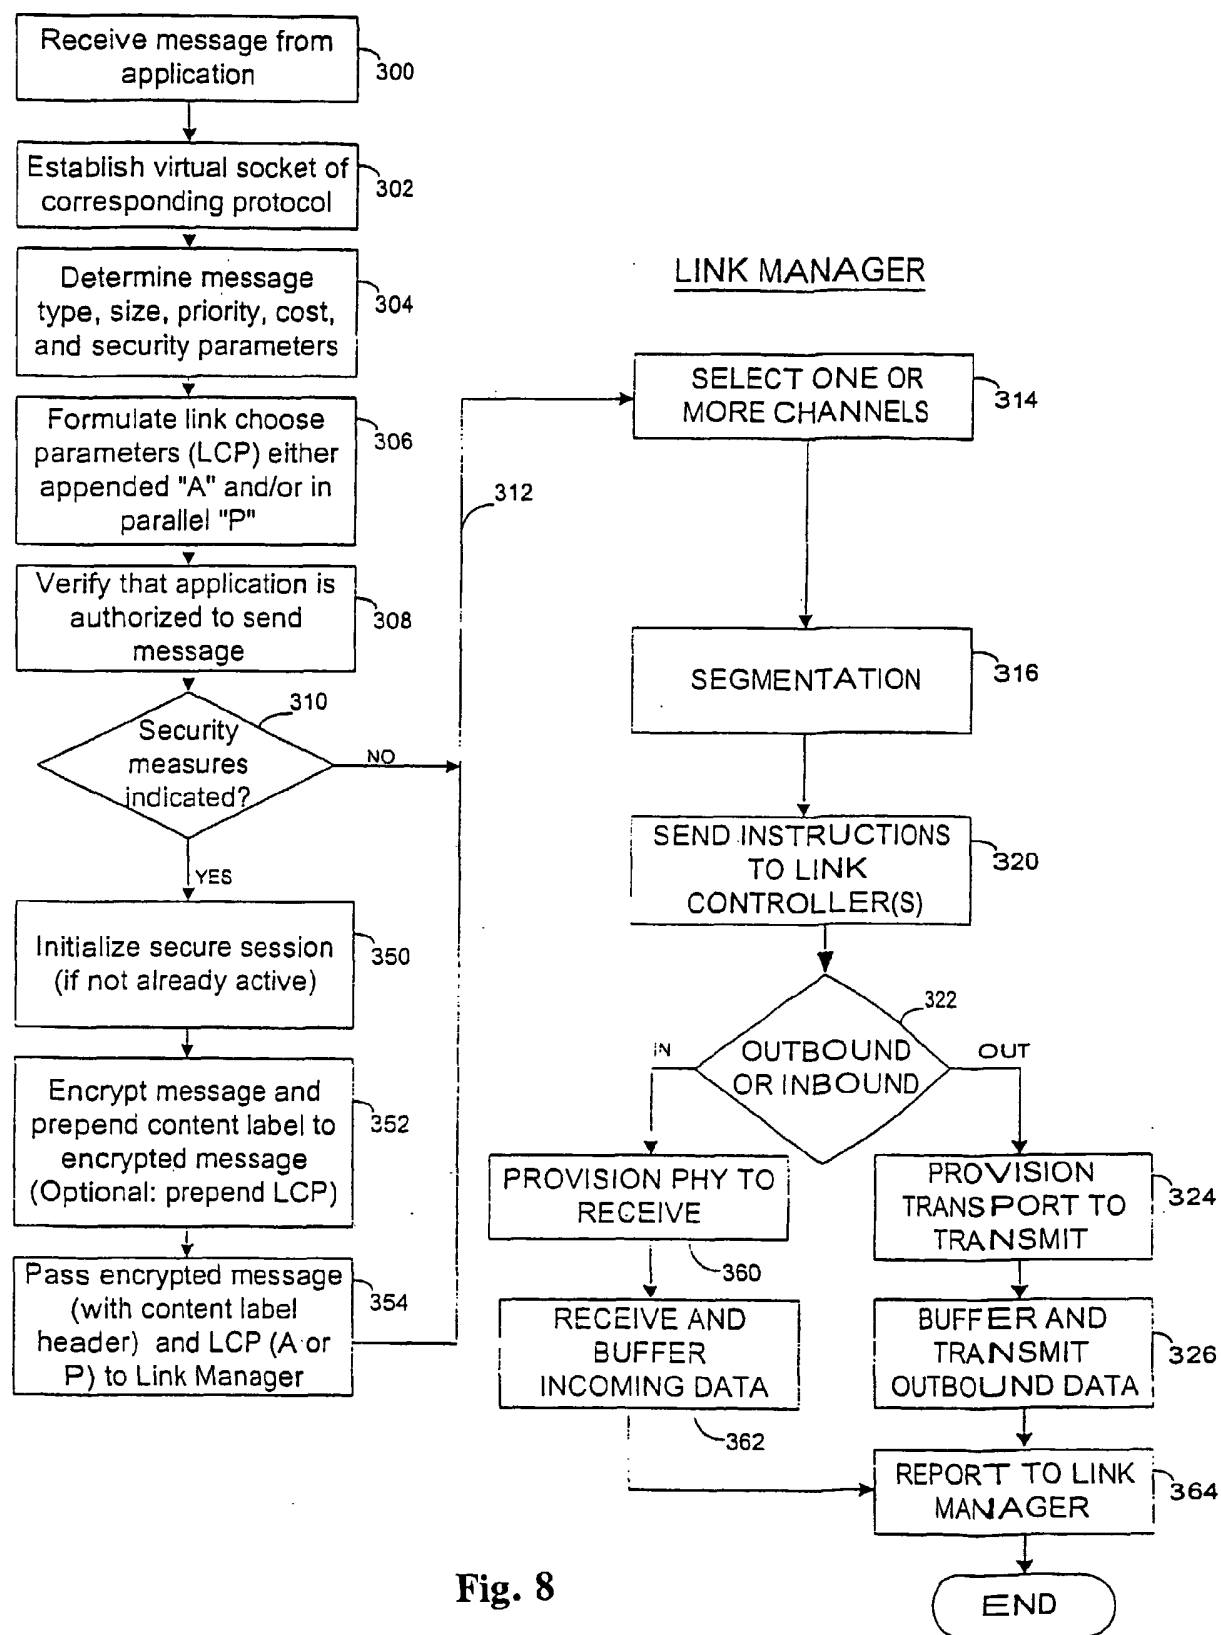 Receive message from
application
300
Establish virtual socket of
corresponding protocol
302
Determine message
type, size, priority, cost,
and security parameters
304
Formulate link choose
parameters (LCP) either
appended "A" and/or in
parallel "P"
306
Verify that application is
authorized to send
message
308
Security
measures
indicated?
310
NO
YES
312
Initialize secure session
(if not already active)
350
Encrypt message and
prepend content label to
encrypted message
(Optional: prepend LCP)
352
Pass encrypted message
(with content label
header) and LCP (A or
P) to Link Manager
354
LINK MANAGER
SELECT ONE OR
MORE CHANNELS
314
SEGMENTATION
316
SEND INSTRUCTIONS
TO LINK
CONTROLLER(S)
320
OUTBOUND
OR INBOUND
322
IN
OUT
PROVISION PHY TO
RECEIVE
360
RECEIVE AND
BUFFER
INCOMING DATA
362
PROVISION
TRANSPORT TO
TRANSMIT
324
BUFFER AND
TRANSMIT
OUTBOUND DATA
326
REPORT TO LINK
MANAGER
364
END
Fig. 8